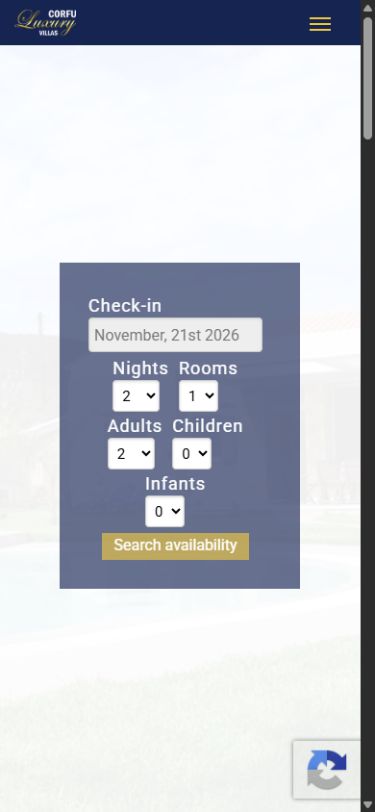 CORFU
Luxury
VILLAS
Check-in
November, 21st 2026
Nights Rooms
2 1
Adults Children
2 0
Infants
0
Search availability